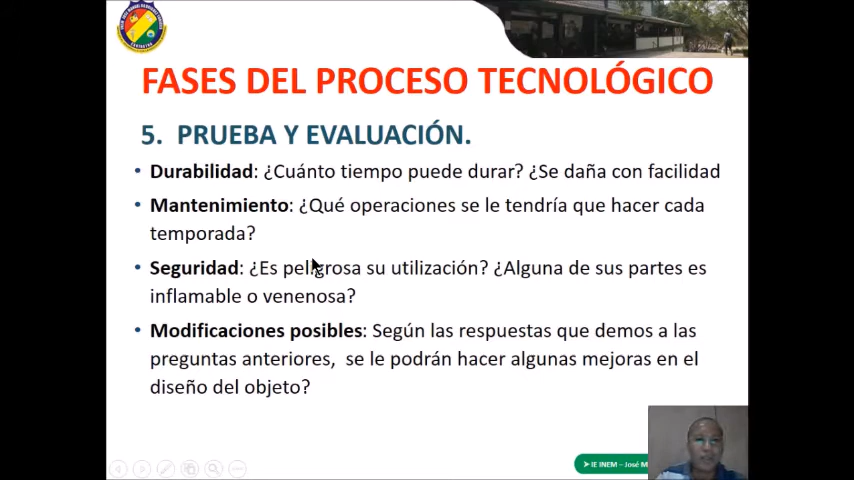 FASES DEL PROCESO TECNOLÓGICO
5. PRUEBA Y EVALUACIÓN.
• Durabilidad: ¿Cuánto tiempo puede durar? ¿Se daña con facilidad
• Mantenimiento: ¿Qué operaciones se le tendría que hacer cada
temporada?
• Seguridad: ¿Es peligrosa su utilización? ¿Alguna de sus partes es
inflamable o venenosa?
• Modificaciones posibles: Según las respuestas que demos a las
preguntas anteriores, se le podrán hacer algunas mejoras en el
diseño del objeto?
➤ IE INEM – José M